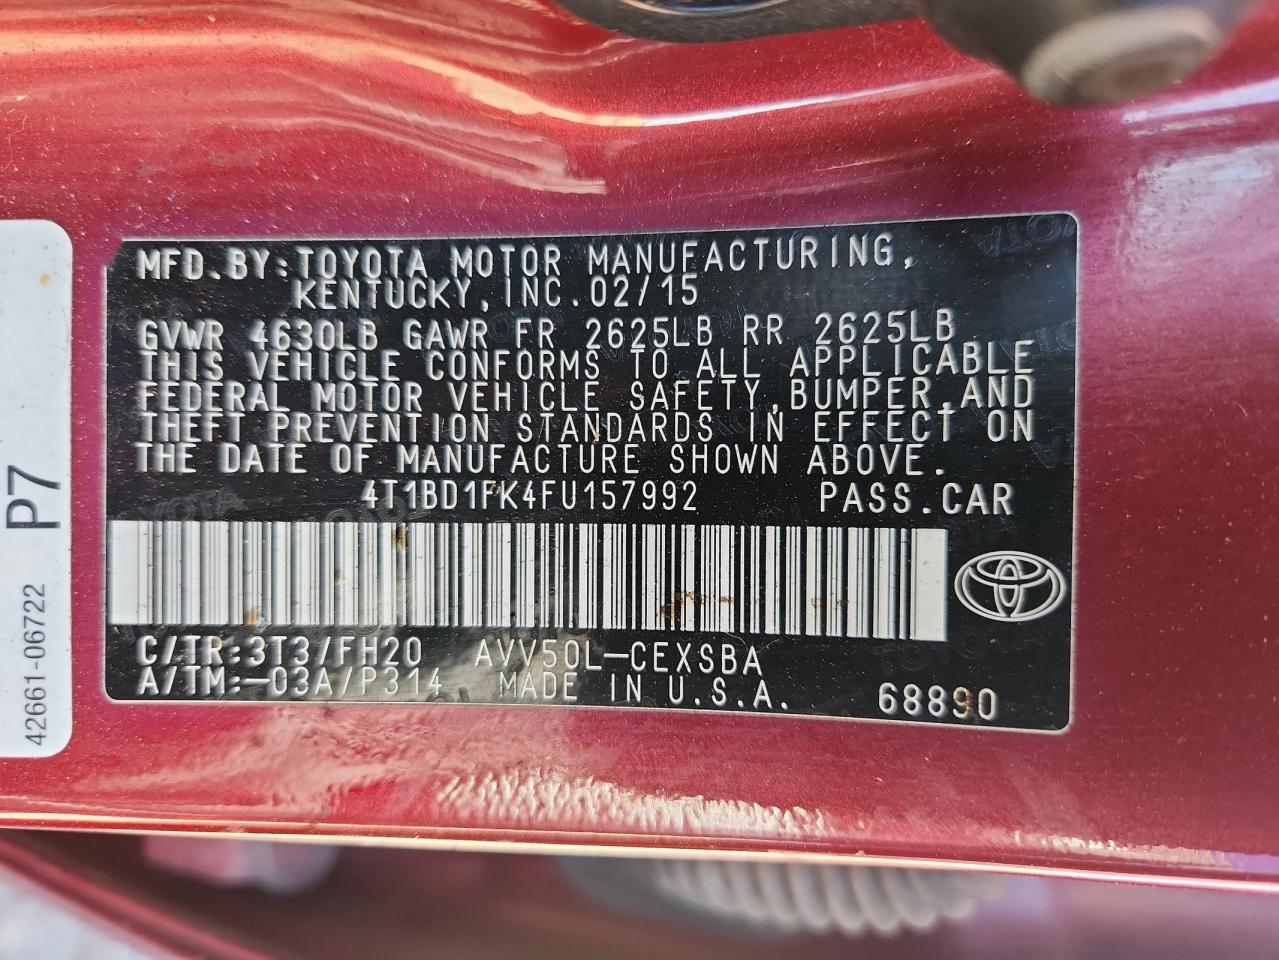 MFD.BY:TOYOTA MOTOR MANUFACTURING,
KENTUCKY,INC.02/15
GVWR 4630LB GAWR FR 2625LB RR 2625LB
THIS VEHICLE CONFORMS TO ALL APPLICABLE
FEDERAL MOTOR VEHICLE SAFETY,BUMPER,AND
THEFT PREVENTION STANDARDS IN EFFECT ON
THE DATE OF MANUFACTURE SHOWN ABOVE.
4T1BD1FK4FU157992 PASS.CAR
C/TR:3T3/FH20 AVV50L-CEXSBA
A/TM:-03A/P314 MADE IN U.S.A. 68890
P7
42661-06722